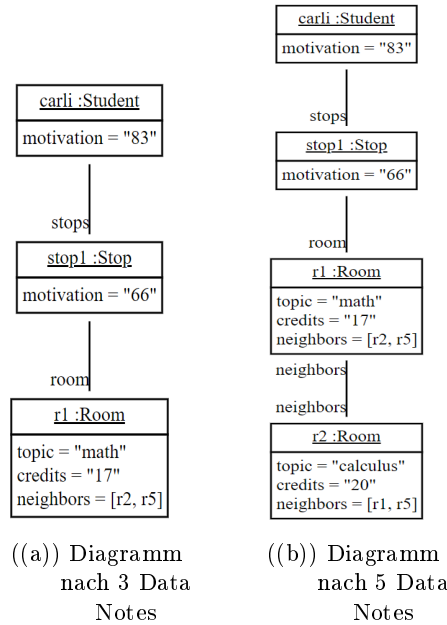 carli :Student
motivation = "83"
stops
stop1 :Stop
motivation = "66"
room
r1 :Room
topic = "math"
credits = "17"
neighbors = [r2, r5]
((a)) Diagramm
nach 3 Data
Notes
carli :Student
motivation = "83"
stops
stop1 :Stop
motivation = "66"
room
r1 :Room
topic = "math"
credits = "17"
neighbors = [r2, r5]
neighbors
neighbors
r2 :Room
topic = "calculus"
credits = "20"
neighbors = [r1, r5]
((b)) Diagramm
nach 5 Data
Notes